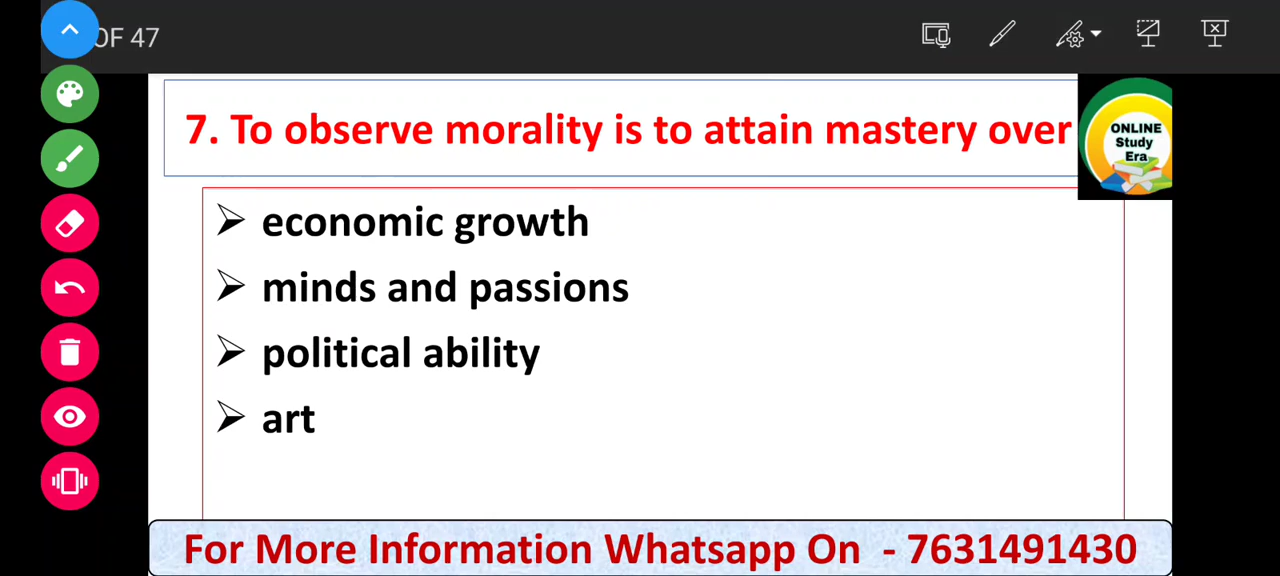 OF 47
7. To observe morality is to attain mastery over
ONLINE
Study
Era
economic growth
minds and passions
political ability
art
For More Information Whatsapp On - 7631491430